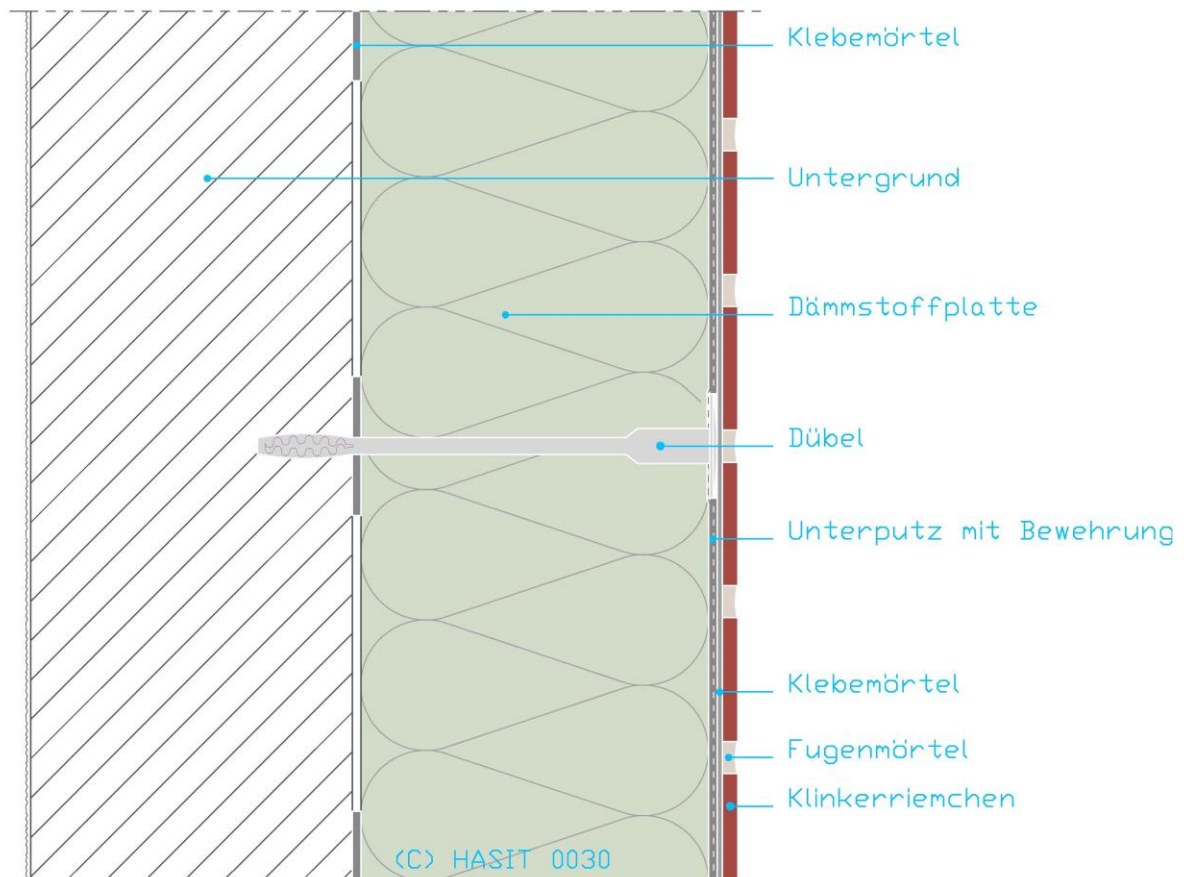 Klebemörtel
Untergrund
Dämmstoffplatte
Dübel
Unterputz mit Bewehrung
Klebemörtel
Fugenmörtel
Klinkerriemchen
(C) HASIT 0030